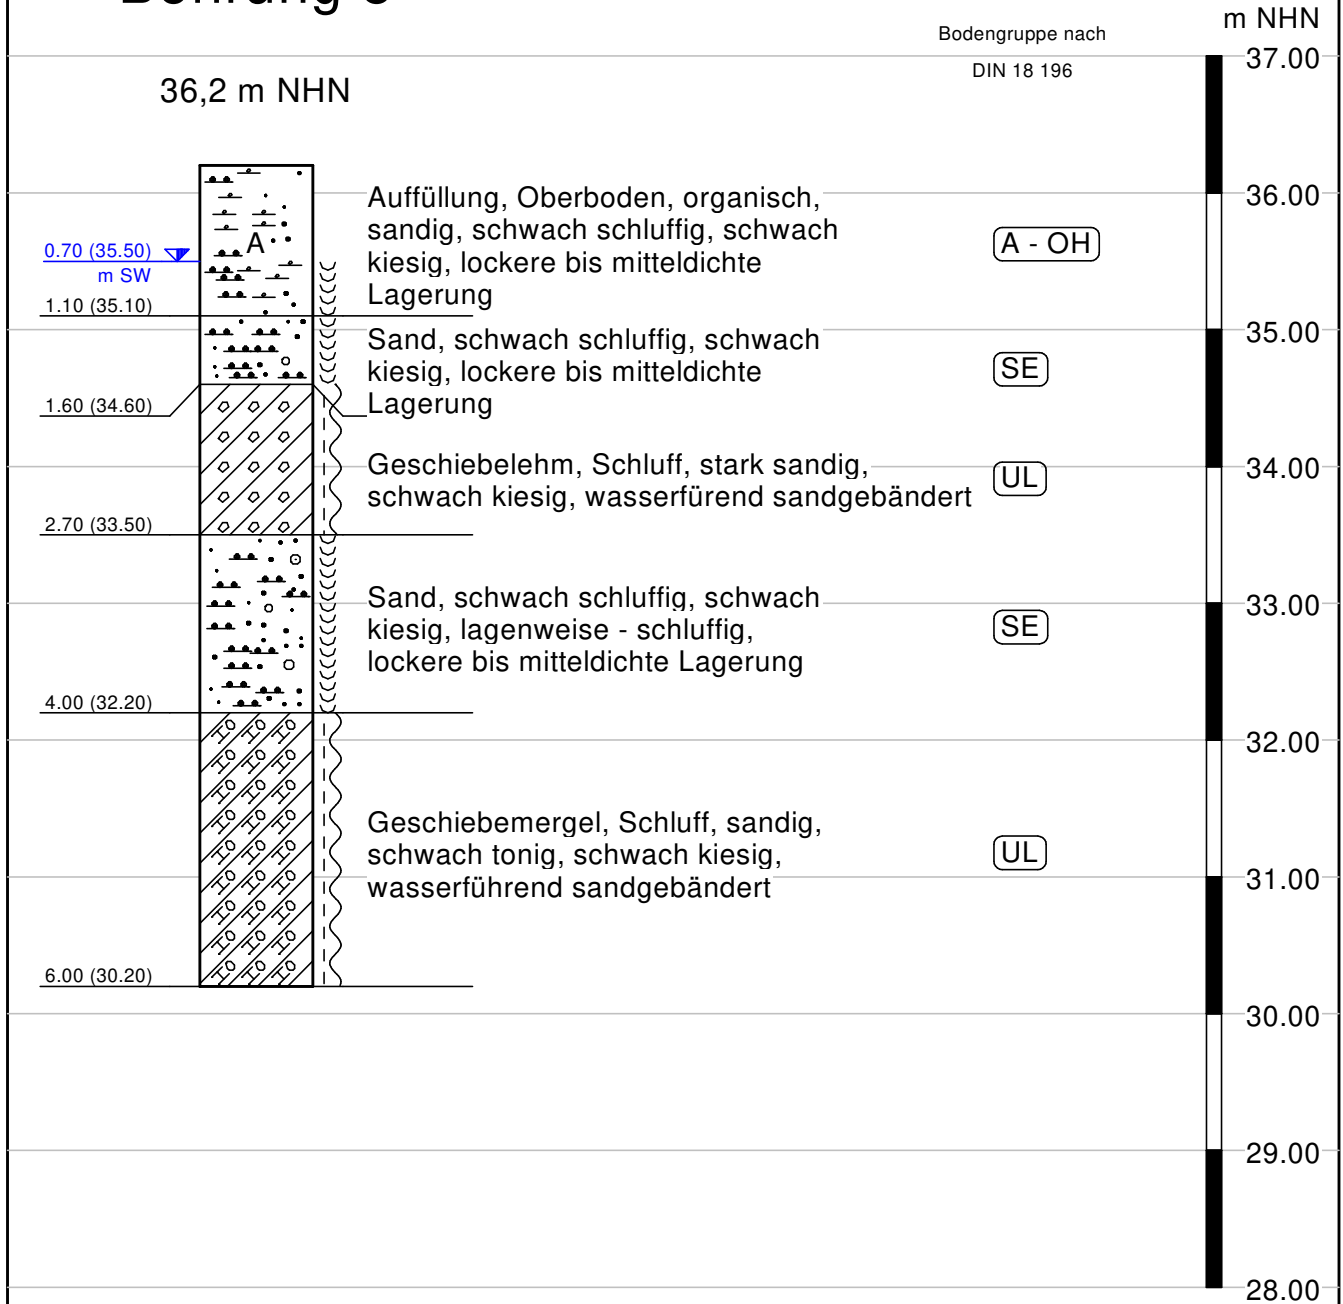 m NHN
Bodengruppe nach
DIN 18 196
37.00
36,2 m NHN
36.00
Auffüllung, Oberboden, organisch,
sandig, schwach schluffig, schwach
kiesig, lockere bis mitteldichte
Lagerung
A
A - OH
0.70 (35.50)
m SW
1.10 (35.10)
35.00
Sand, schwach schluffig, schwach
kiesig, lockere bis mitteldichte
Lagerung
SE
1.60 (34.60)
Geschiebelehm, Schluff, stark sandig,
schwach kiesig, wasserfürend sandgebändert
UL
34.00
2.70 (33.50)
33.00
Sand, schwach schluffig, schwach
kiesig, lagenweise - schluffig,
lockere bis mitteldichte Lagerung
SE
4.00 (32.20)
32.00
Geschiebemergel, Schluff, sandig,
schwach tonig, schwach kiesig,
wasserführend sandgebändert
UL
31.00
6.00 (30.20)
30.00
29.00
28.00